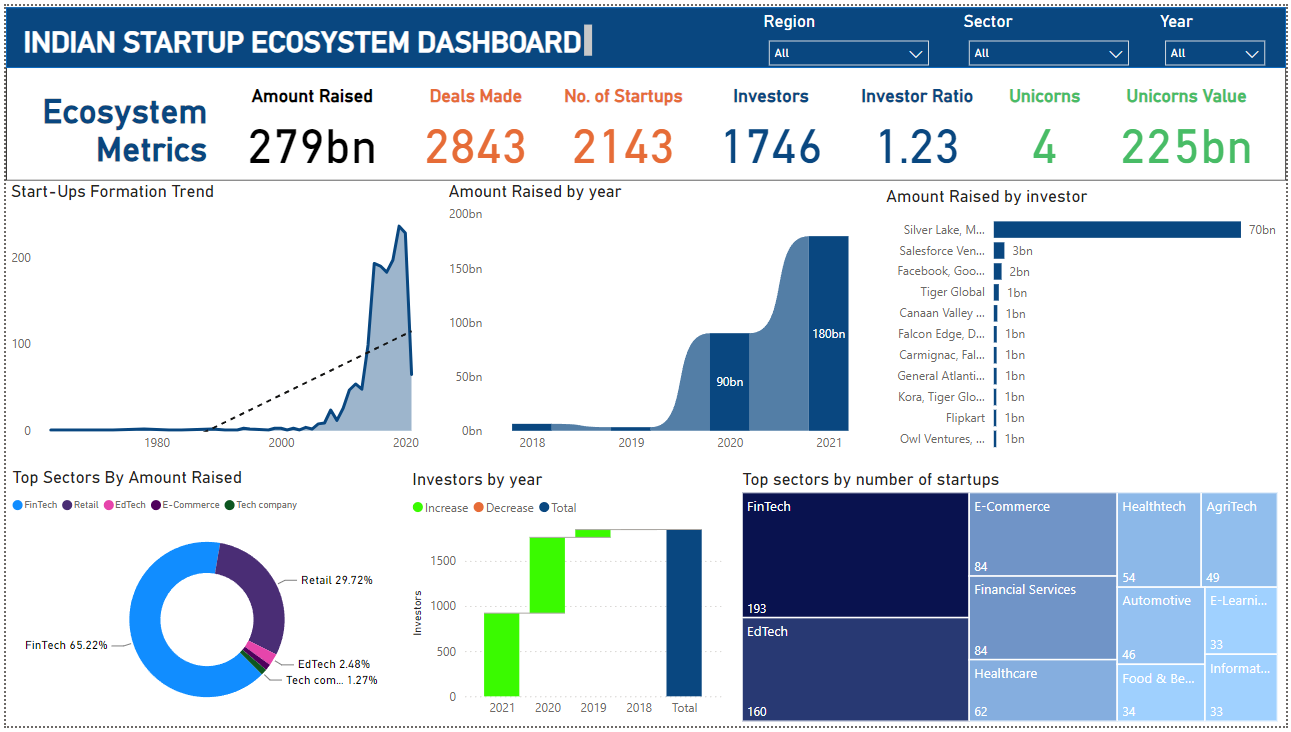 INDIAN STARTUP ECOSYSTEM DASHBOARD
Region
All
Sector
All
Year
All
Ecosystem
Metrics
Amount Raised
279bn
Deals Made
2843
No. of Startups
2143
Investors
1746
Investor Ratio
1.23
Unicorns
4
Unicorns Value
225bn
Start-Ups Formation Trend
200
100
0
1980
2000
2020
Amount Raised by year
200bn
150bn
100bn
50bn
0bn
90bn
180bn
2018
2019
2020
2021
Amount Raised by investor
Silver Lake, M... 70bn
Salesforce Ven... 3bn
Facebook, Goo... 2bn
Tiger Global 1bn
Canaan Valley ... 1bn
Falcon Edge, D... 1bn
Carmignac, Fal... 1bn
General Atlanti... 1bn
Kora, Tiger Glo... 1bn
Flipkart 1bn
Owl Ventures, ... 1bn
Top Sectors By Amount Raised
FinTech Retail EdTech E-Commerce Tech company
Retail 29.72%
FinTech 65.22%
EdTech 2.48%
Tech com... 1.27%
Investors by year
Increase Decrease Total
Investors
1500
1000
500
0
2021
2020
2019
2018
Total
Top sectors by number of startups
FinTech
193
EdTech
160
E-Commerce
84
Financial Services
84
Healthcare
62
Healthtech
54
AgriTech
49
Automotive
46
E-Learni...
33
Food & Be...
34
Informat...
33